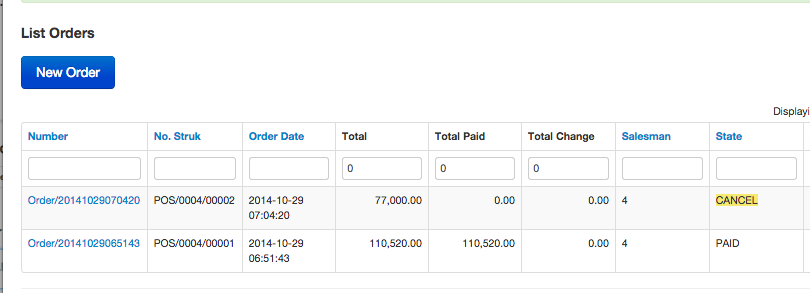 List Orders
New Order
Displayi
Number No. Struk Order Date Total Total Paid Total Change Salesman State
0 0 0
Order/20141029070420 POS/0004/00002 2014-10-29 77,000.00 0.00 0.00 4 CANCEL
07:04:20
Order/20141029065143 POS/0004/00001 2014-10-29 110,520.00 110,520.00 0.00 4 PAID
06:51:43